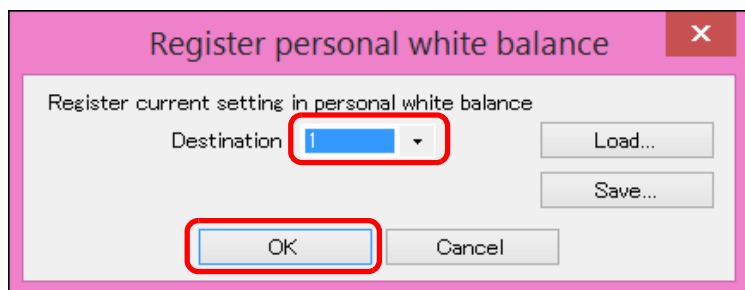 Register personal white balance
Register current setting in personal white balance
Destination 1 Load...
Save...
OK Cancel